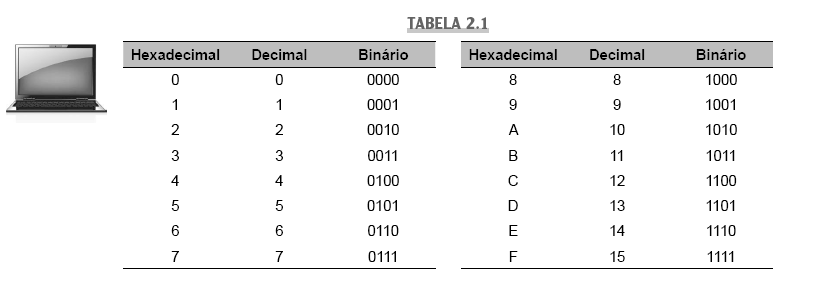 TABELA 2.1
Hexadecimal Decimal Binário Hexadecimal Decimal Binário
0 0 0000 8 8 1000
1 1 0001 9 9 1001
2 2 0010 A 10 1010
3 3 0011 B 11 1011
4 4 0100 C 12 1100
5 5 0101 D 13 1101
6 6 0110 E 14 1110
7 7 0111 F 15 1111